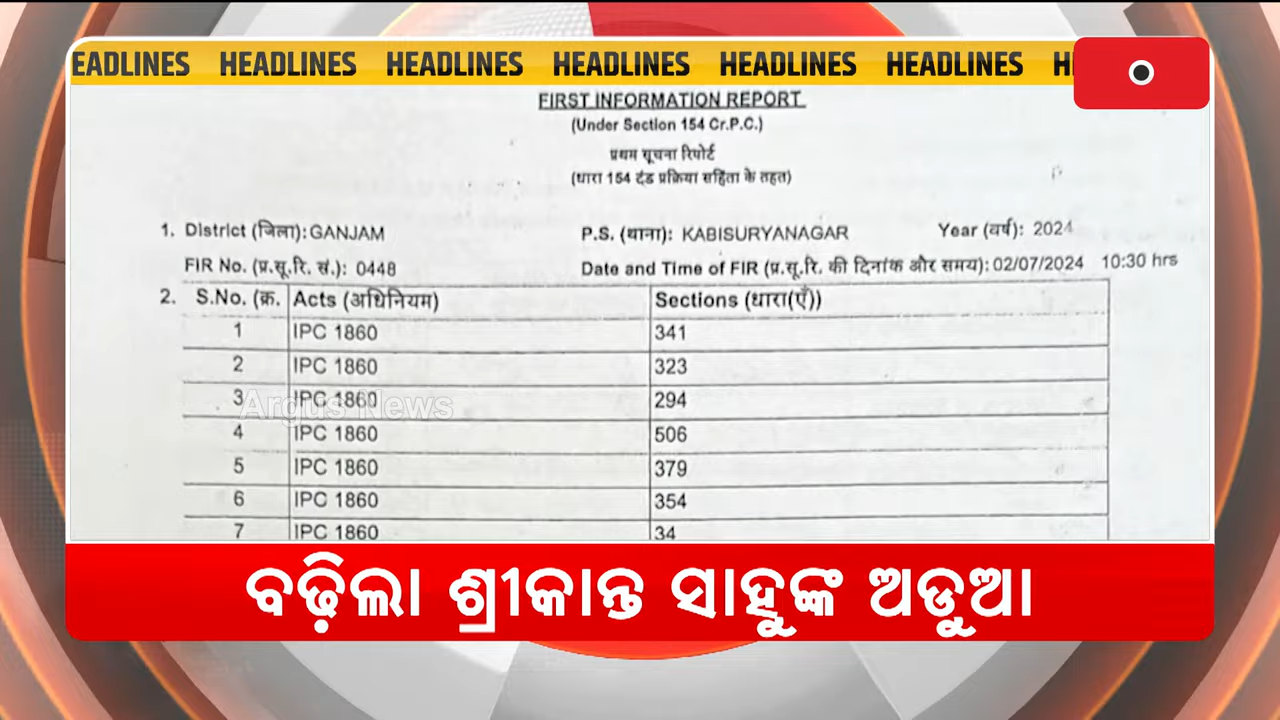 EADLINES HEADLINES HEADLINES HEADLINES HEADLINES HEADLINES
FIRST INFORMATION REPORT
(Under Section 154 Cr.P.C.)
प्रथम सूचना रिपोर्ट
(धारा 154 दंड प्रक्रिया सहिंता के तहत)
1. District (जिला): GANJAM P.S. (थाना): KABISURYANAGAR Year (वर्ष): 2024
FIR No. (प्र.सू.रि. सं.): 0448 Date and Time of FIR (प्र.सू.रि. की दिनांक और समय): 02/07/2024 10:30 hrs
2. S.No. (क्र. Acts (अधिनियम) Sections (धारा(एँ))
1 IPC 1860 341
2 IPC 1860 323
3 IPC 1860 294
Argus News
4 IPC 1860 506
5 IPC 1860 379
6 IPC 1860 354
7 IPC 1860 34
ବଢ଼ିଲା ଶ୍ରୀକାନ୍ତ ସାହୁଙ୍କ ଅଡୁଆ